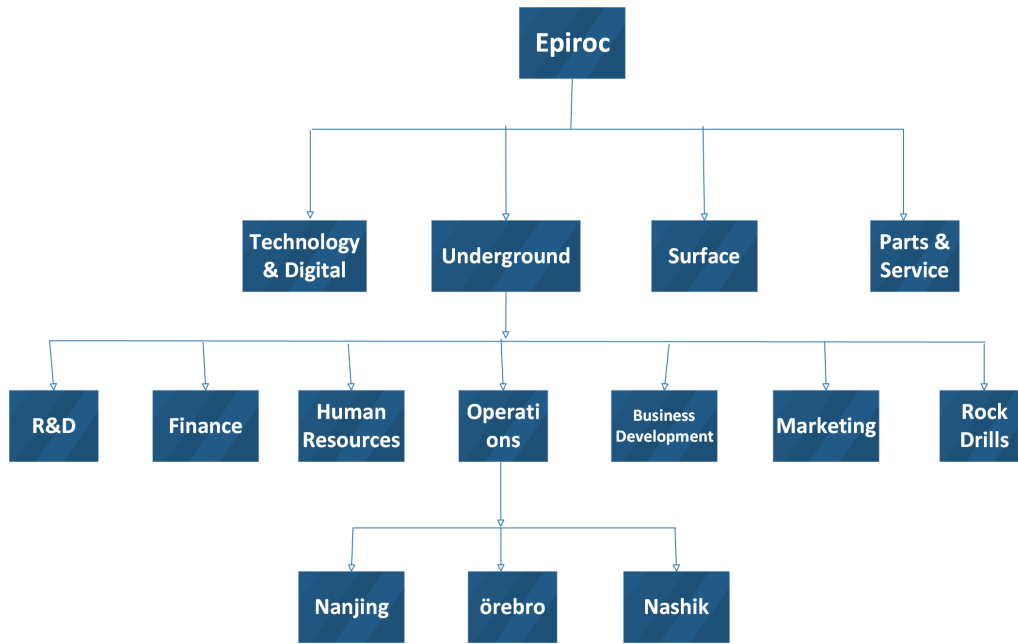 Epiroc
Technology
& Digital
Underground
Surface
Parts &
Service
R&D
Finance
Human
Resources
Operati
ons
Business
Development
Marketing
Rock
Drills
Nanjing
örebro
Nashik